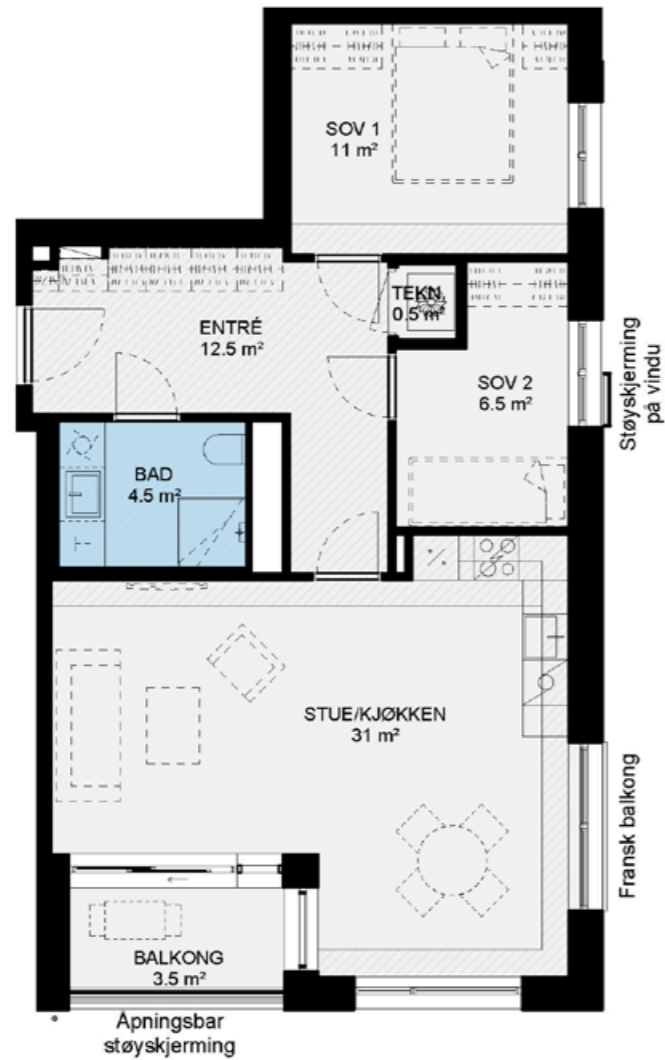 SOV 1
11 m²
TEKN
0.5 m²
ENTRÉ
12.5 m²
SOV 2
6.5 m²
Støyskjerming
på vindu
BAD
4.5 m²
STUE/KJØKKEN
31 m²
Fransk balkong
BALKONG
3.5 m²
Åpningsbar
støyskjerming